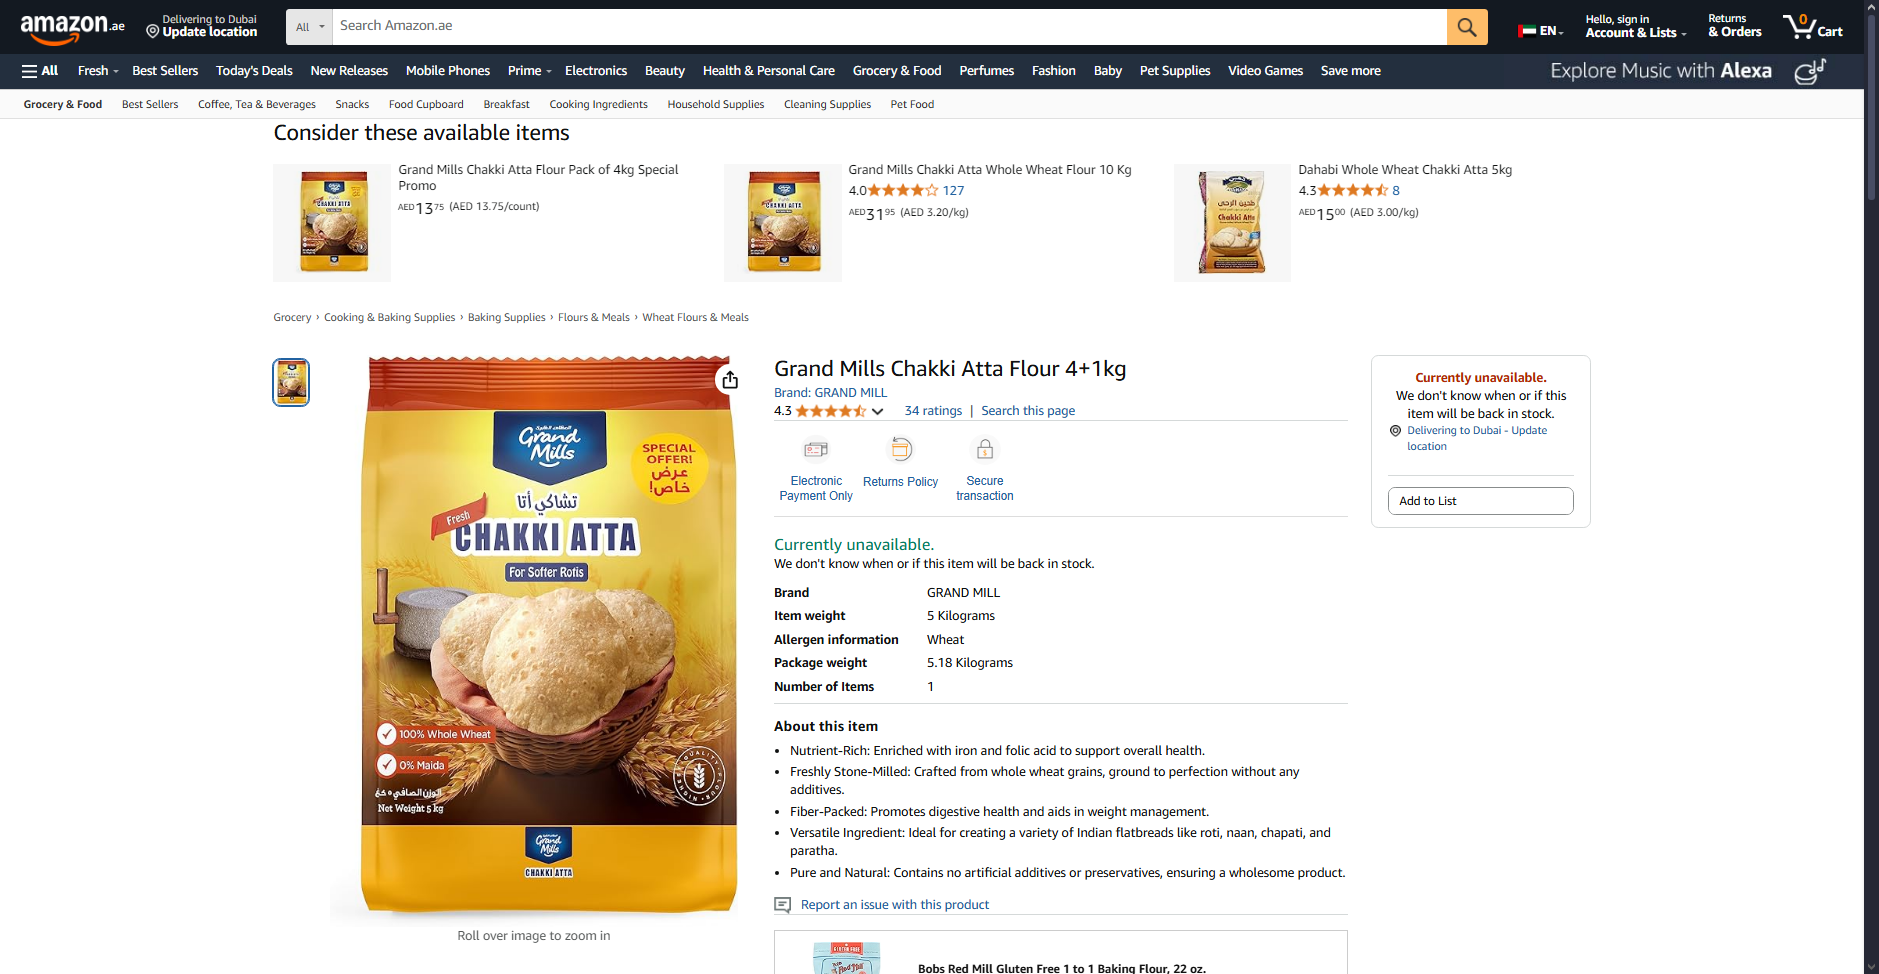 amazon.ae
Delivering to Dubai
Update location
All
Search Amazon.ae
EN
Hello, sign in
Account & Lists
Returns
& Orders
0
Cart
All
Fresh
Best Sellers
Today's Deals
New Releases
Mobile Phones
Prime
Electronics
Beauty
Health & Personal Care
Grocery & Food
Perfumes
Fashion
Baby
Pet Supplies
Video Games
Save more
Explore Music with Alexa
Grocery & Food
Best Sellers
Coffee, Tea & Beverages
Snacks
Food Cupboard
Breakfast
Cooking Ingredients
Household Supplies
Cleaning Supplies
Pet Food
Consider these available items
Grand Mills Chakki Atta Flour Pack of 4kg Special
Promo
AED1375 (AED 13.75/count)
Grand Mills Chakki Atta Whole Wheat Flour 10 Kg
4.0 127
AED3195 (AED 3.20/kg)
Dahabi Whole Wheat Chakki Atta 5kg
4.3 8
AED1500 (AED 3.00/kg)
Grocery › Cooking & Baking Supplies › Baking Supplies › Flours & Meals › Wheat Flours & Meals
Grand
Mills
SPECIAL
OFFER!
عرض
خاص!
تشاكي أتا
Fresh
CHAKKI ATTA
For Softer Rotis
100% Whole Wheat
0% Maida
الوزن الصافي ٥ كغ
Net Weight 5 kg
Grand
Mills
CHAKKI ATTA
Roll over image to zoom in
Grand Mills Chakki Atta Flour 4+1kg
Brand: GRAND MILL
4.3 34 ratings | Search this page
Electronic
Payment Only
Returns Policy
Secure
transaction
Currently unavailable.
We don't know when or if this item will be back in stock.
Brand GRAND MILL
Item weight 5 Kilograms
Allergen information Wheat
Package weight 5.18 Kilograms
Number of Items 1
About this item
• Nutrient-Rich: Enriched with iron and folic acid to support overall health.
• Freshly Stone-Milled: Crafted from whole wheat grains, ground to perfection without any
additives.
• Fiber-Packed: Promotes digestive health and aids in weight management.
• Versatile Ingredient: Ideal for creating a variety of Indian flatbreads like roti, naan, chapati, and
paratha.
• Pure and Natural: Contains no artificial additives or preservatives, ensuring a wholesome product.
Report an issue with this product
Bobs Red Mill Gluten Free 1 to 1 Baking Flour, 22 oz.
Currently unavailable.
We don't know when or if this
item will be back in stock.
Delivering to Dubai - Update
location
Add to List